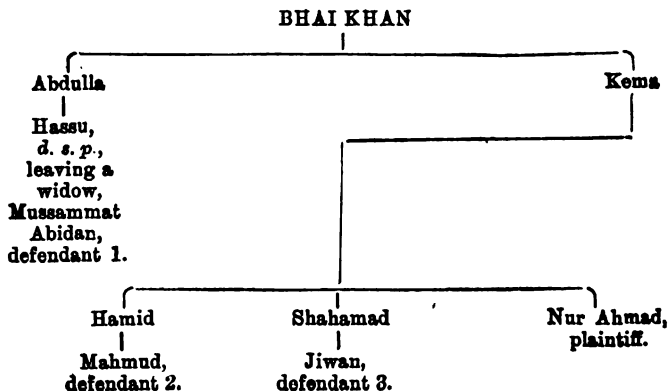 BHAI KHAN
Abdulla
Kema
Hassu,
d. s. p.,
leaving a
widow,
Mussammat
Abidan,
defendant 1.
Hamid
Shahamad
Nur Ahmad,
plaintiff.
Mahmud,
defendant 2.
Jiwan,
defendant 3.